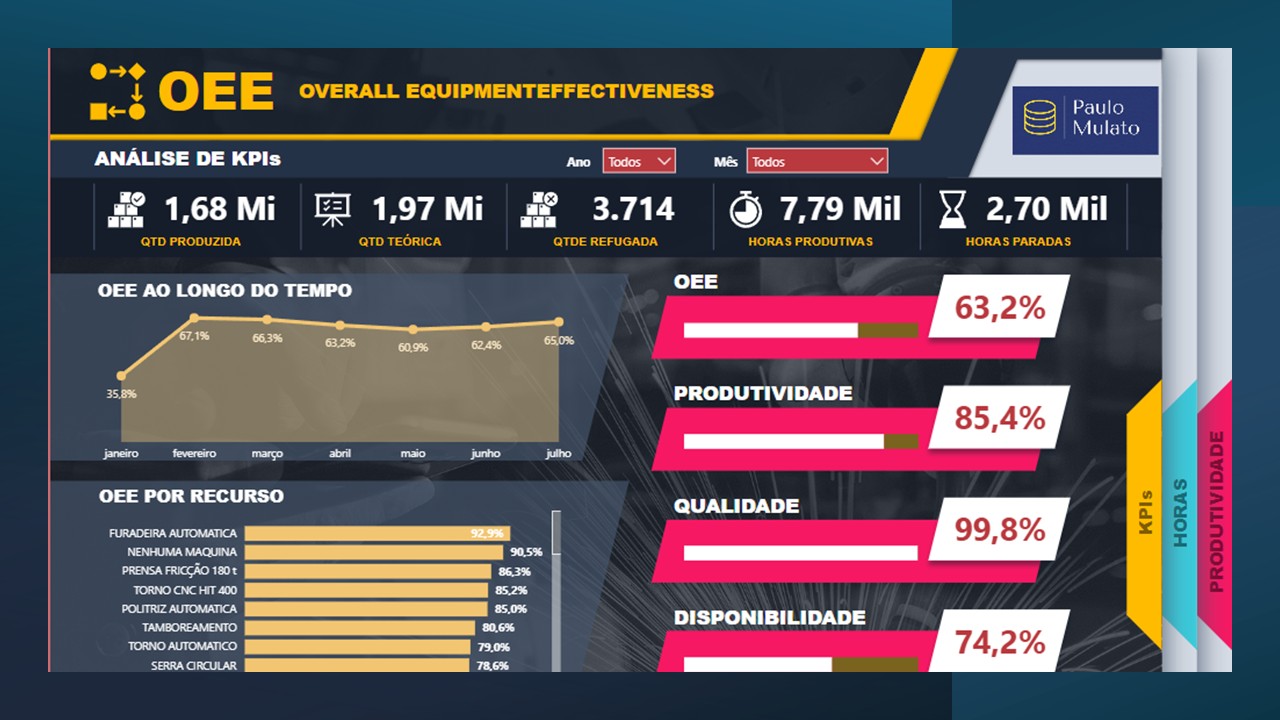 OEE
OVERALL EQUIPMENTEFFECTIVENESS
Paulo
Mulato
ANÁLISE DE KPIs
Ano
Todos
Mês
Todos
1,68 Mi
QTD PRODUZIDA
1,97 Mi
QTD TEÓRICA
3.714
QTDE REFUGADA
7,79 Mil
HORAS PRODUTIVAS
2,70 Mil
HORAS PARADAS
OEE AO LONGO DO TEMPO
35,8%
67,1%
66,3%
63,2%
60,9%
62,4%
65,0%
janeiro
fevereiro
março
abril
maio
junho
julho
OEE POR RECURSO
FURADEIRA AUTOMATICA 92,9%
NENHUMA MAQUINA 90,5%
PRENSA FRICÇÃO 180 t 86,3%
TORNO CNC HIT 400 85,2%
POLITRIZ AUTOMATICA 85,0%
TAMBOREAMENTO 80,6%
TORNO AUTOMATICO 79,0%
SERRA CIRCULAR 78,6%
OEE
63,2%
PRODUTIVIDADE
85,4%
QUALIDADE
99,8%
DISPONIBILIDADE
74,2%
KPIs
HORAS
PRODUTIVIDADE